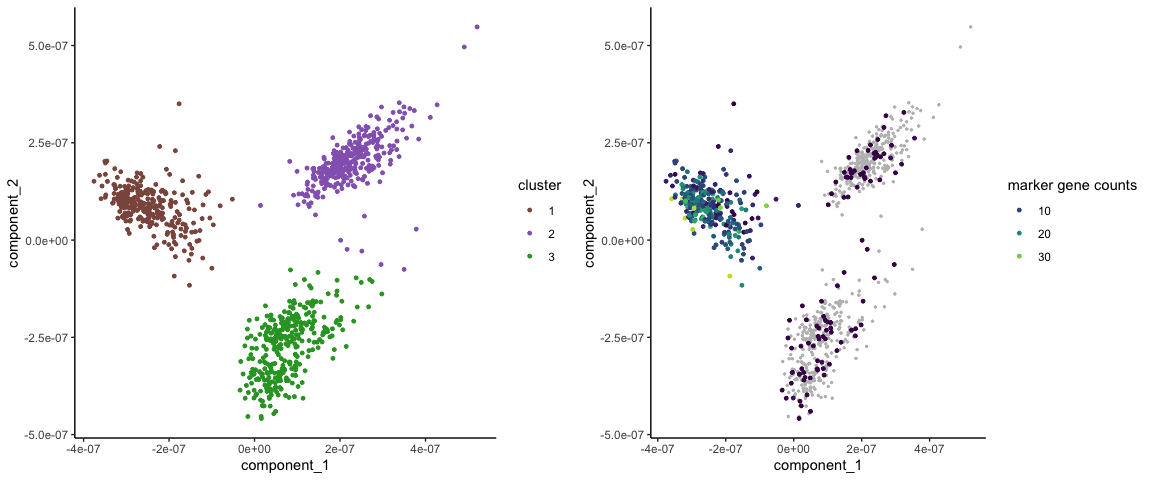 5.0e-07
2.5e-07
0.0e+00
-2.5e-07
-5.0e-07
component_2
-4e-07 -2e-07 0e+00 2e-07 4e-07
component_1
cluster
1
2
3
5.0e-07
2.5e-07
0.0e+00
-2.5e-07
-5.0e-07
component_2
-4e-07 -2e-07 0e+00 2e-07 4e-07
component_1
marker gene counts
10
20
30